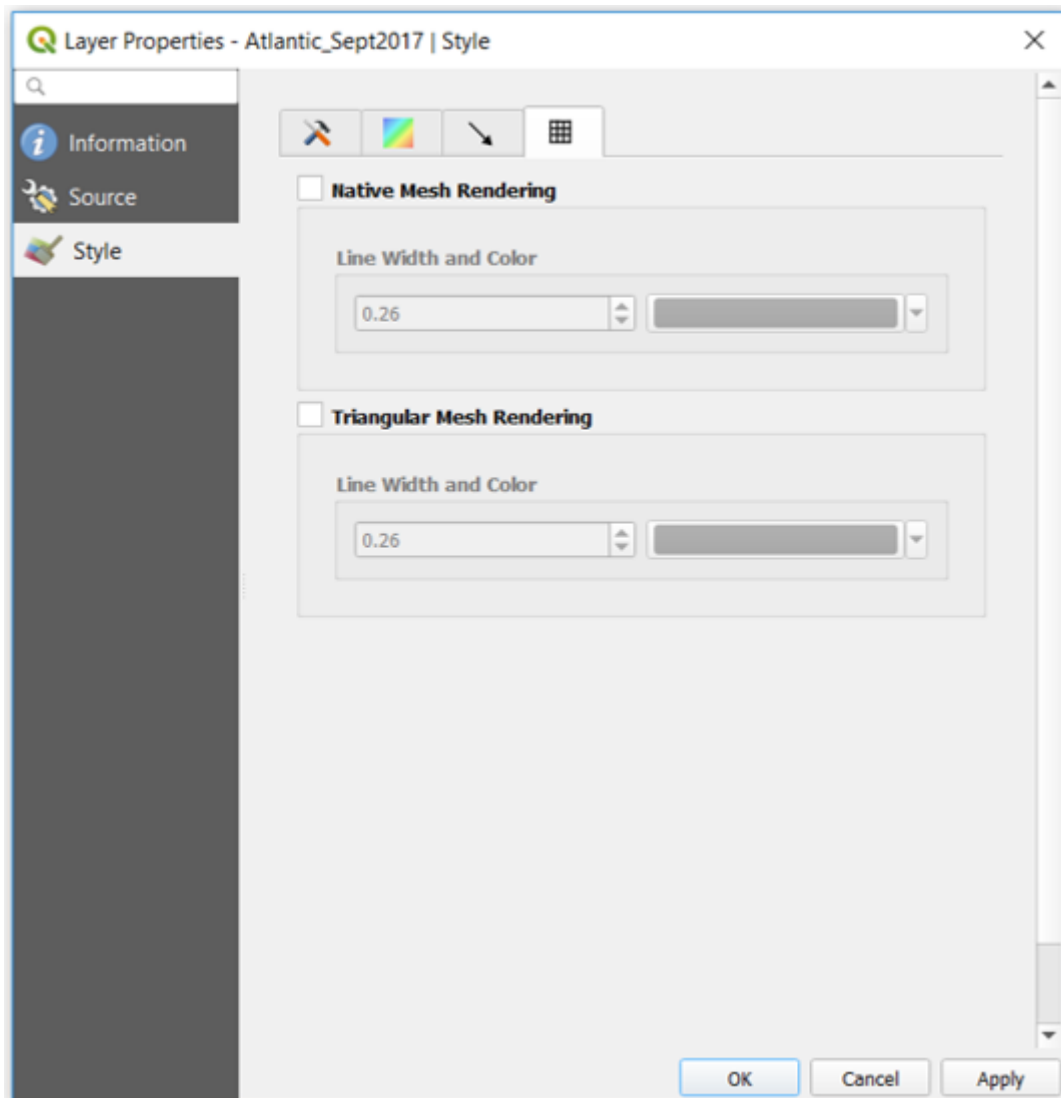 Layer Properties - Atlantic_Sept2017 | Style
Information
Source
Style
Native Mesh Rendering
Line Width and Color
0.26
Triangular Mesh Rendering
Line Width and Color
0.26
OK Cancel Apply